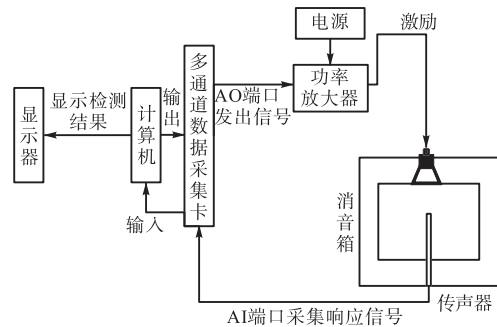 电源
激励
功率
放大器
AO端口
发出信号
多通道数据采集卡
输出
输入
计算机
显示检测
结果
显示器
消音箱
传声器
AI端口采集响应信号